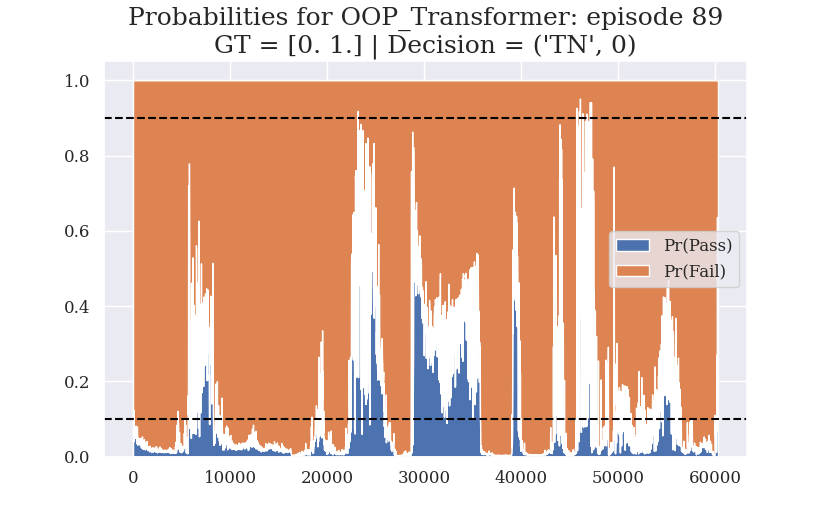 Probabilities for OOP_Transformer: episode 89
GT = [0. 1.] | Decision = ('TN', 0)
1.0
0.8
0.6
0.4
0.2
0.0
Pr(Pass)
Pr(Fail)
0 10000 20000 30000 40000 50000 60000